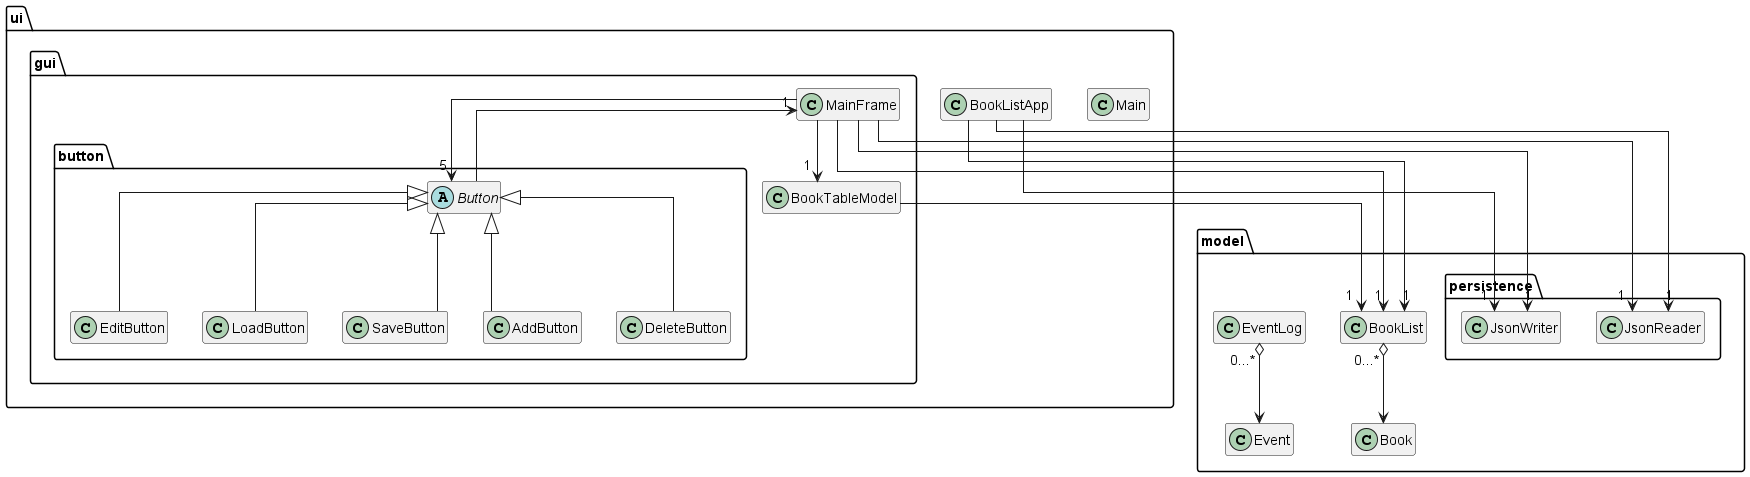 ui
gui
C MainFrame
C BookListApp
C Main
1
button
5
1
A Button
C BookTableModel
model
persistence
1
1
1
1
1
1
1
C EditButton
C LoadButton
C SaveButton
C AddButton
C DeleteButton
C EventLog
C BookList
C JsonWriter
C JsonReader
0...*
0...*
C Event
C Book